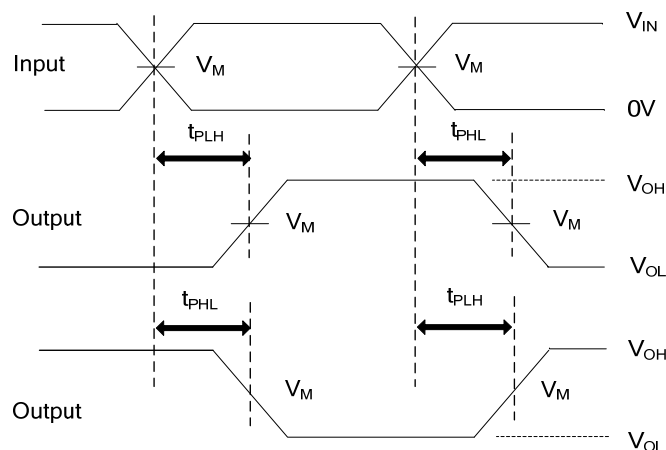 V_IN
Input V_M V_M
0V
t_PLH t_PHL
V_OH
Output V_M V_M
V_OL
t_PHL t_PLH
V_OH
V_M V_M
Output
V_OL